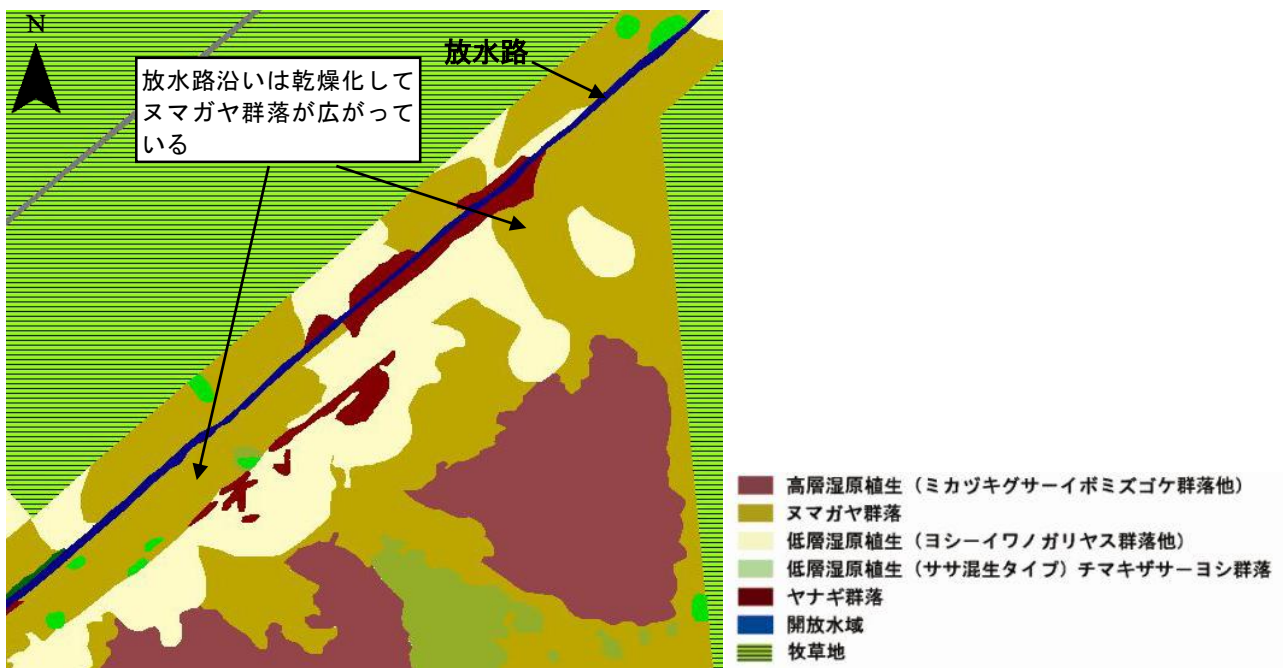 N
放水路
放水路沿いは乾燥化して
ヌマガヤ群落が広がって
いる
高層湿原植生（ミカヅキグサーイボミズゴケ群落他）
ヌマガヤ群落
低層湿原植生（ヨシーイワノガリヤス群落他）
低層湿原植生（ササ混生タイプ）チマキザサーヨシ群落
ヤナギ群落
開放水域
牧草地